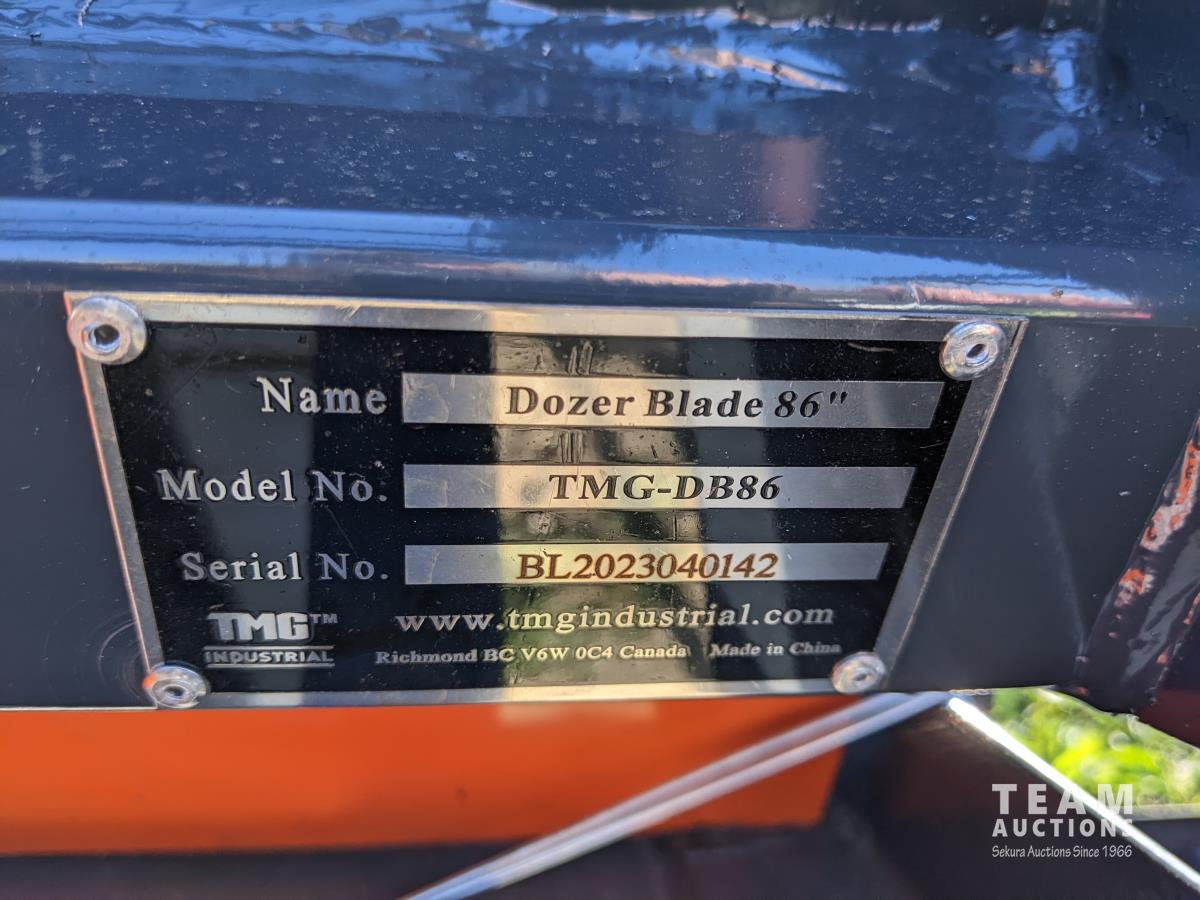 Name Dozer Blade 86"
Model No. TMG-DB86
Serial No. BL2023040142
TMG™ www.tmgindustrial.com
INDUSTRIAL Richmond BC V6W 0C4 Canada Made in China
TEAM
AUCTIONS
Sekura Auctions Since 1966